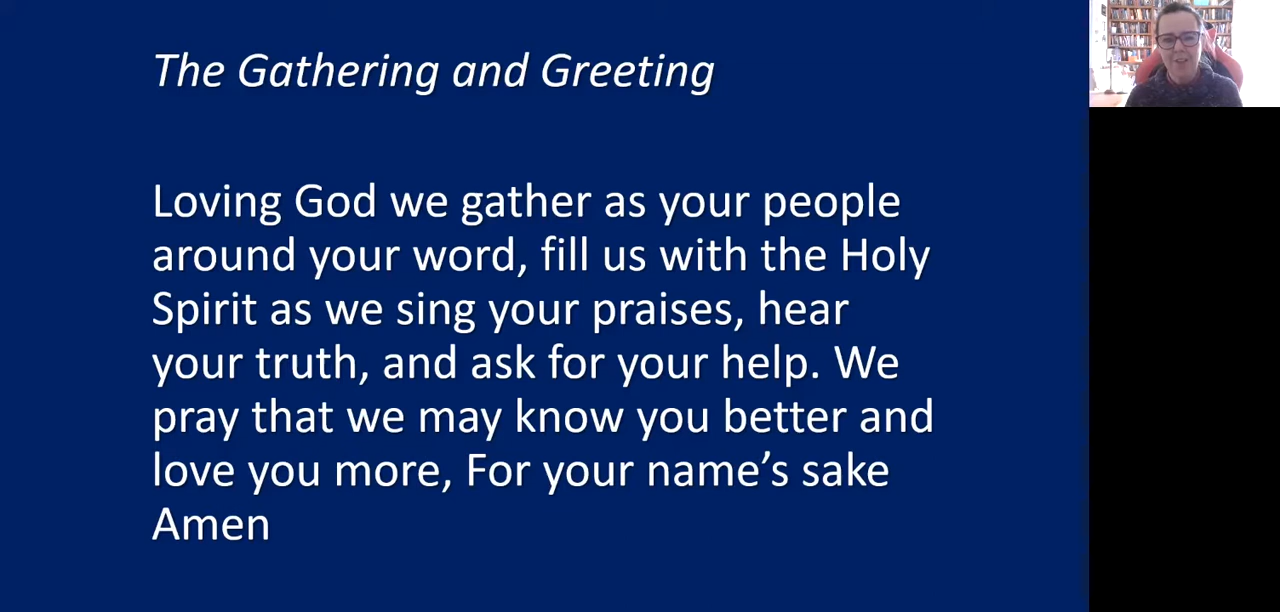 The Gathering and Greeting
Loving God we gather as your people
around your word, fill us with the Holy
Spirit as we sing your praises, hear
your truth, and ask for your help. We
pray that we may know you better and
love you more, For your name’s sake
Amen